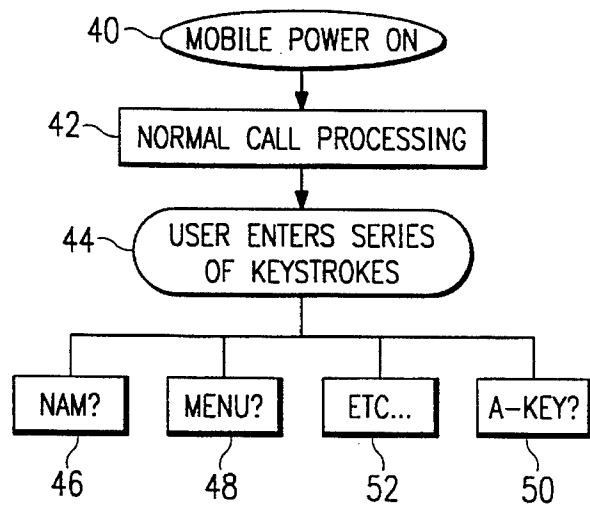 40
MOBILE POWER ON
42
NORMAL CALL PROCESSING
44
USER ENTERS SERIES
OF KEYSTROKES
NAM?
MENU?
ETC...
A-KEY?
46
48
52
50